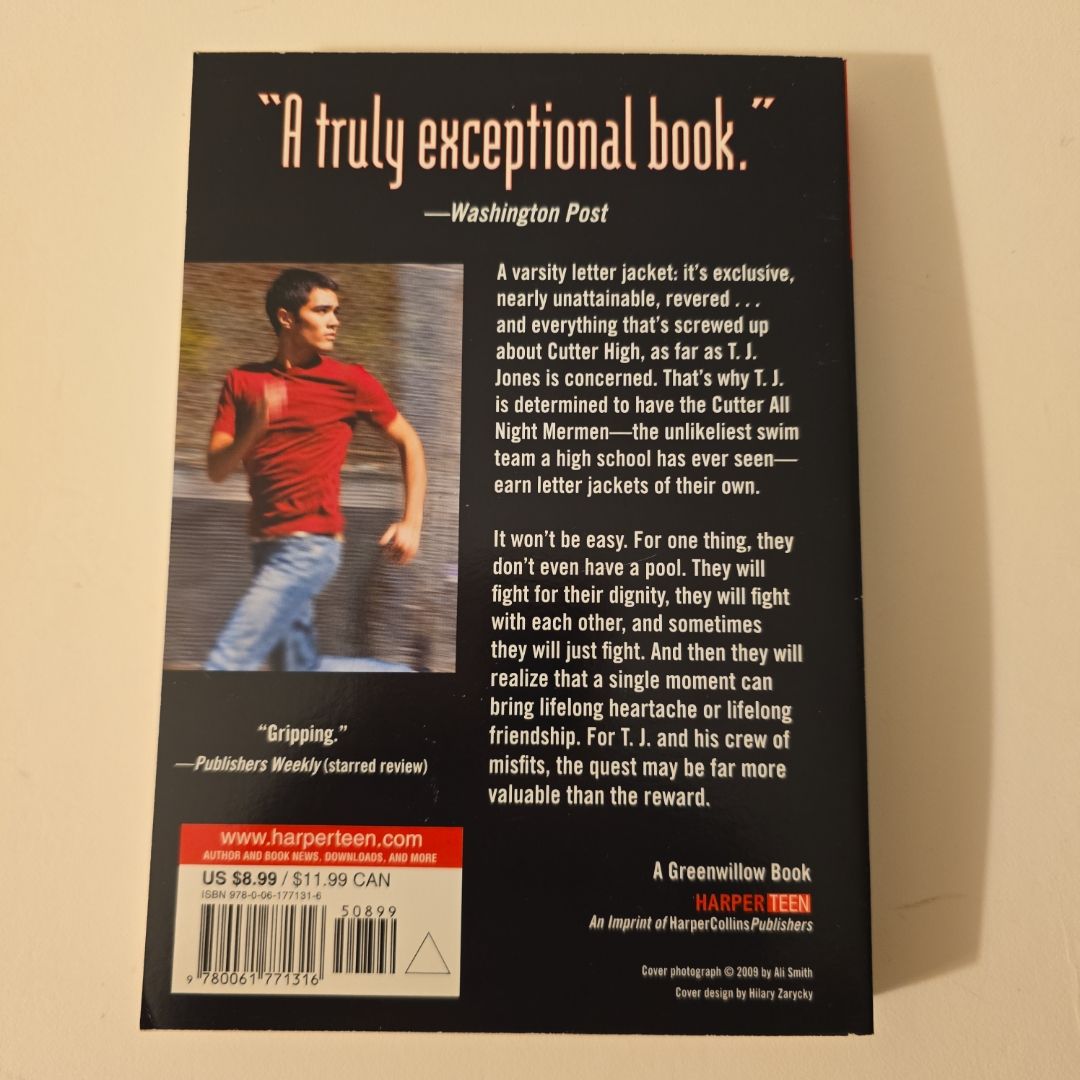 “A truly exceptional book.”
—Washington Post
A varsity letter jacket: it’s exclusive,
nearly unattainable, revered . . .
and everything that’s screwed up
about Cutter High, as far as T. J.
Jones is concerned. That’s why T. J.
is determined to have the Cutter All
Night Mermen—the unlikeliest swim
team a high school has ever seen—
earn letter jackets of their own.
It won’t be easy. For one thing, they
don’t even have a pool. They will
fight for their dignity, they will fight
with each other, and sometimes
they will just fight. And then they will
realize that a single moment can
bring lifelong heartache or lifelong
friendship. For T. J. and his crew of
misfits, the quest may be far more
valuable than the reward.
“Gripping.”
—Publishers Weekly (starred review)
www.harperteen.com
AUTHOR AND BOOK NEWS, DOWNLOADS, AND MORE
US $8.99 / $11.99 CAN
ISBN 978-0-06-177131-6
50899
9 780061 771316
A Greenwillow Book
HARPER TEEN
An Imprint of HarperCollinsPublishers
Cover photograph © 2009 by Ali Smith
Cover design by Hilary Zarycky